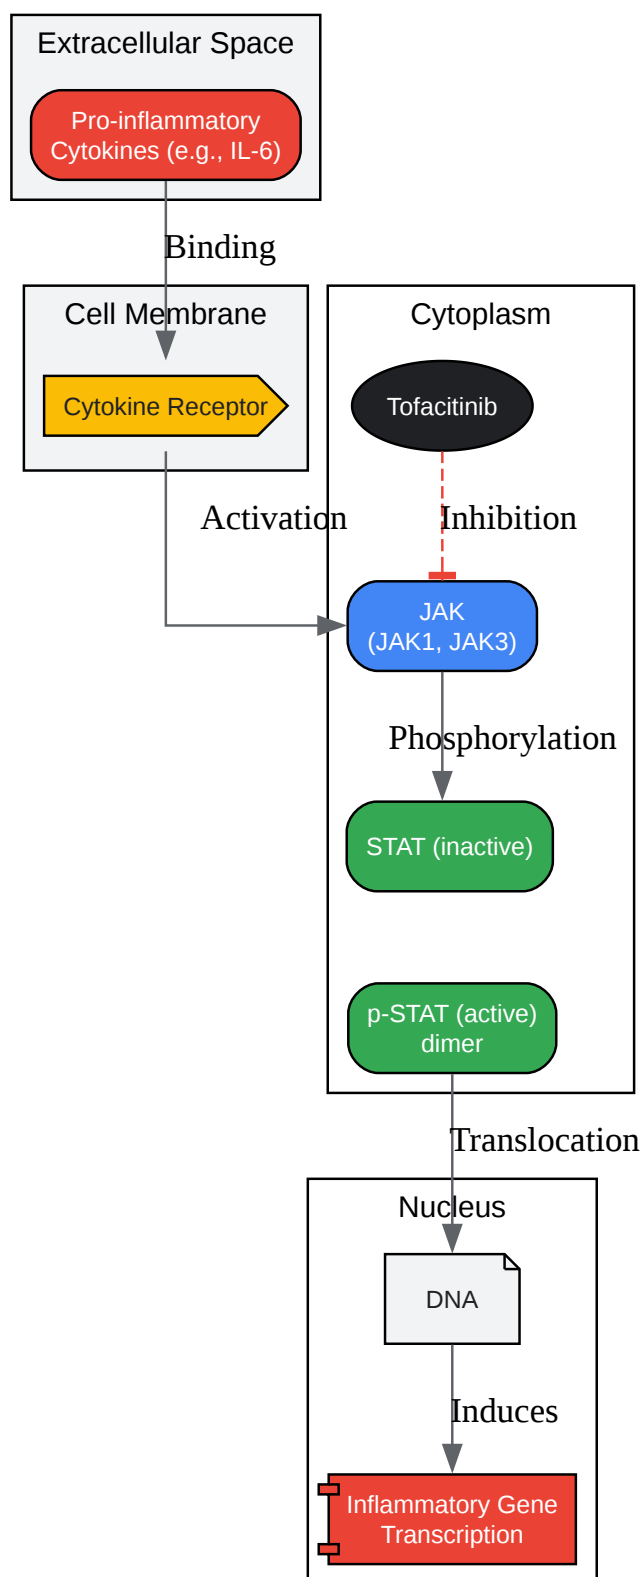 Extracellular Space
Pro-inflammatory
Cytokines (e.g., IL-6)
Binding
Cell Membrane
Cytokine Receptor
Cytoplasm
Tofacitinib
Activation
Inhibition
JAK
(JAK1, JAK3)
Phosphorylation
STAT (inactive)
p-STAT (active)
dimer
Translocation
Nucleus
DNA
Induces
Inflammatory Gene
Transcription